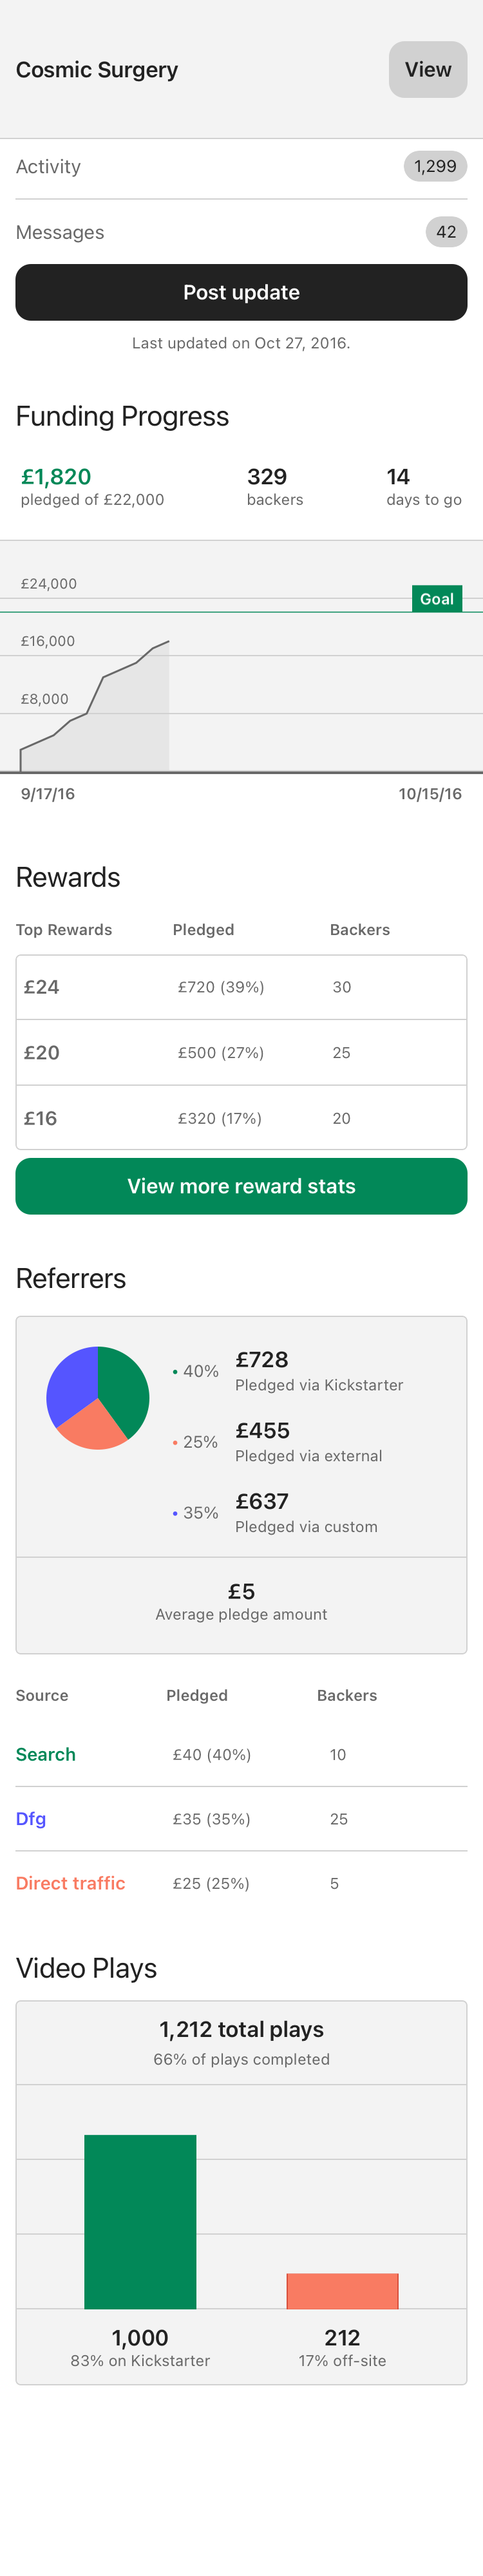 Cosmic Surgery
View
Activity
1,299
Messages
42
Post update
Last updated on Oct 27, 2016.
Funding Progress
£1,820
pledged of £22,000
329
backers
14
days to go
£24,000
Goal
£16,000
£8,000
9/17/16
10/15/16
Rewards
Top Rewards Pledged Backers
£24 £720 (39%) 30
£20 £500 (27%) 25
£16 £320 (17%) 20
View more reward stats
Referrers
• 40%
£728
Pledged via Kickstarter
• 25%
£455
Pledged via external
• 35%
£637
Pledged via custom
£5
Average pledge amount
Source Pledged Backers
Search £40 (40%) 10
Dfg £35 (35%) 25
Direct traffic £25 (25%) 5
Video Plays
1,212 total plays
66% of plays completed
1,000
83% on Kickstarter
212
17% off-site